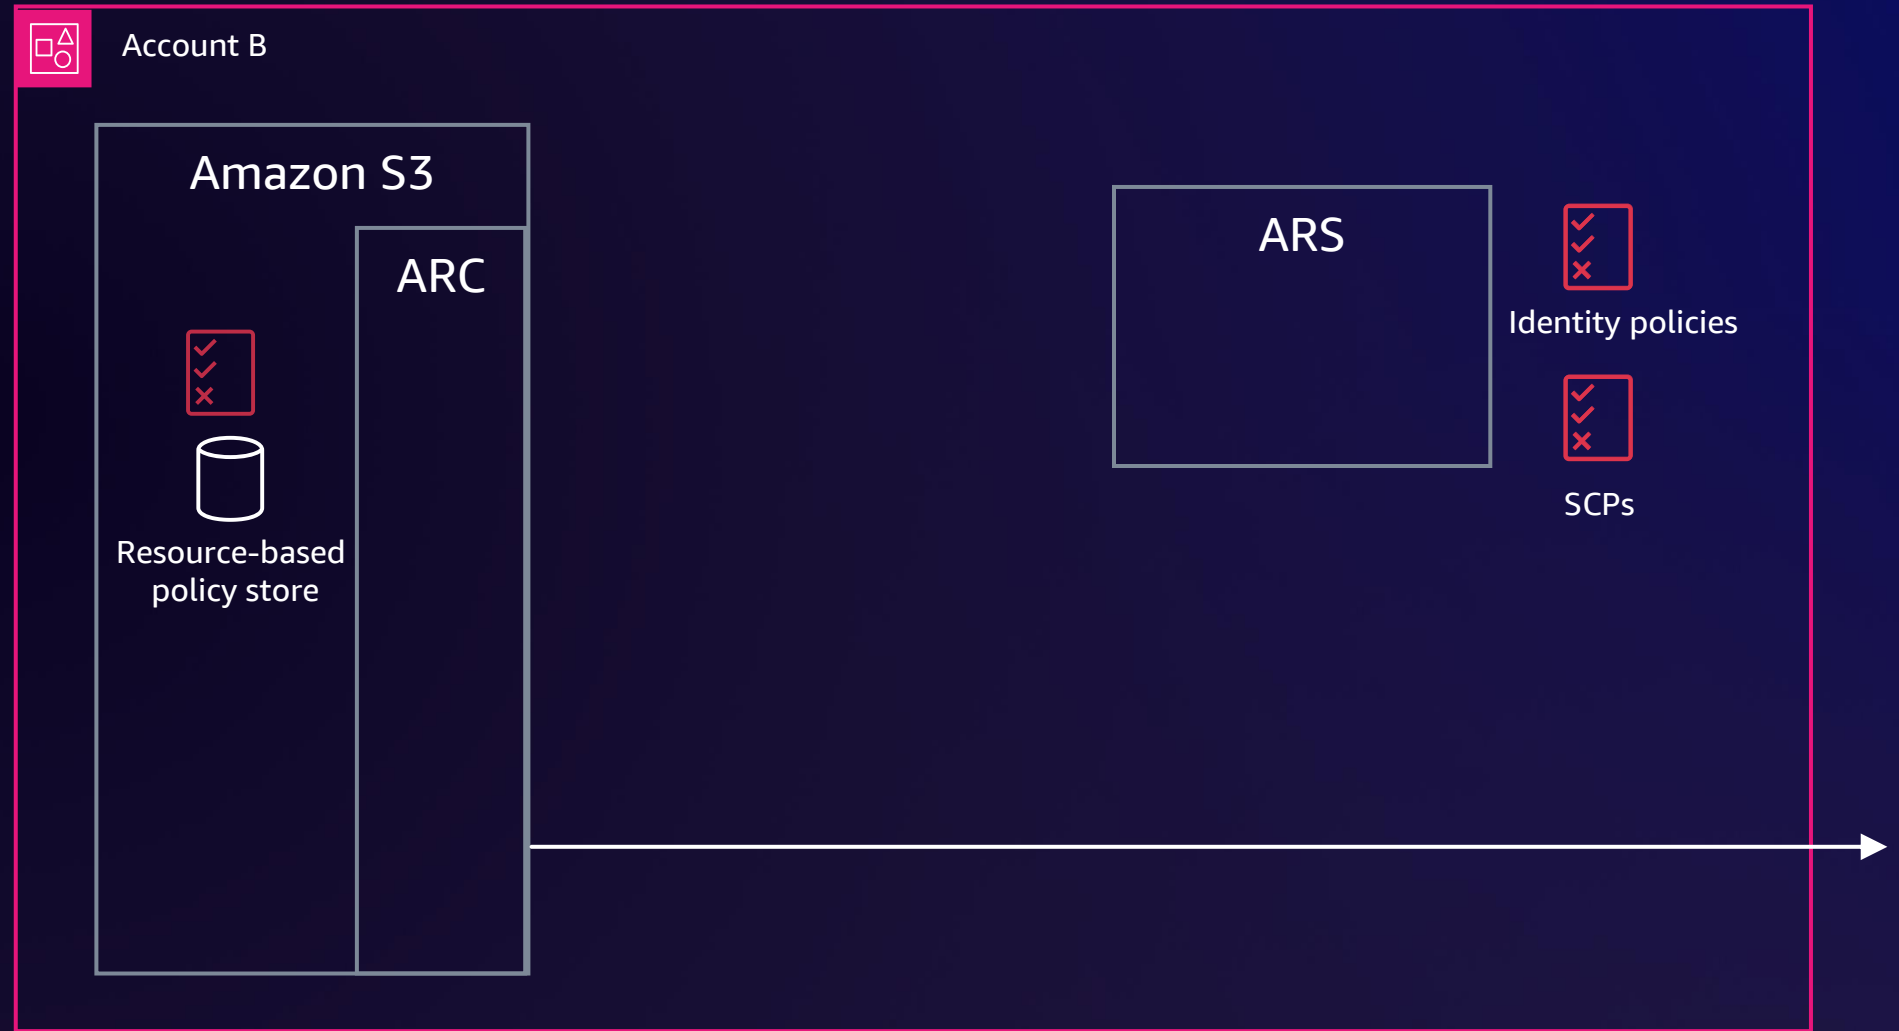 Account B
Amazon S3
ARC
Resource-based
policy store
ARS
Identity policies
SCPs